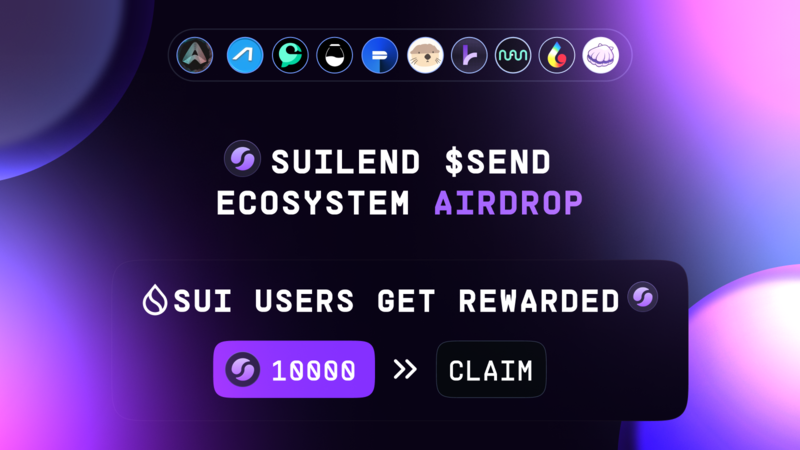 SUILEND $SEND
ECOSYSTEM AIRDROP
SUI USERS GET REWARDED
10000 >> CLAIM